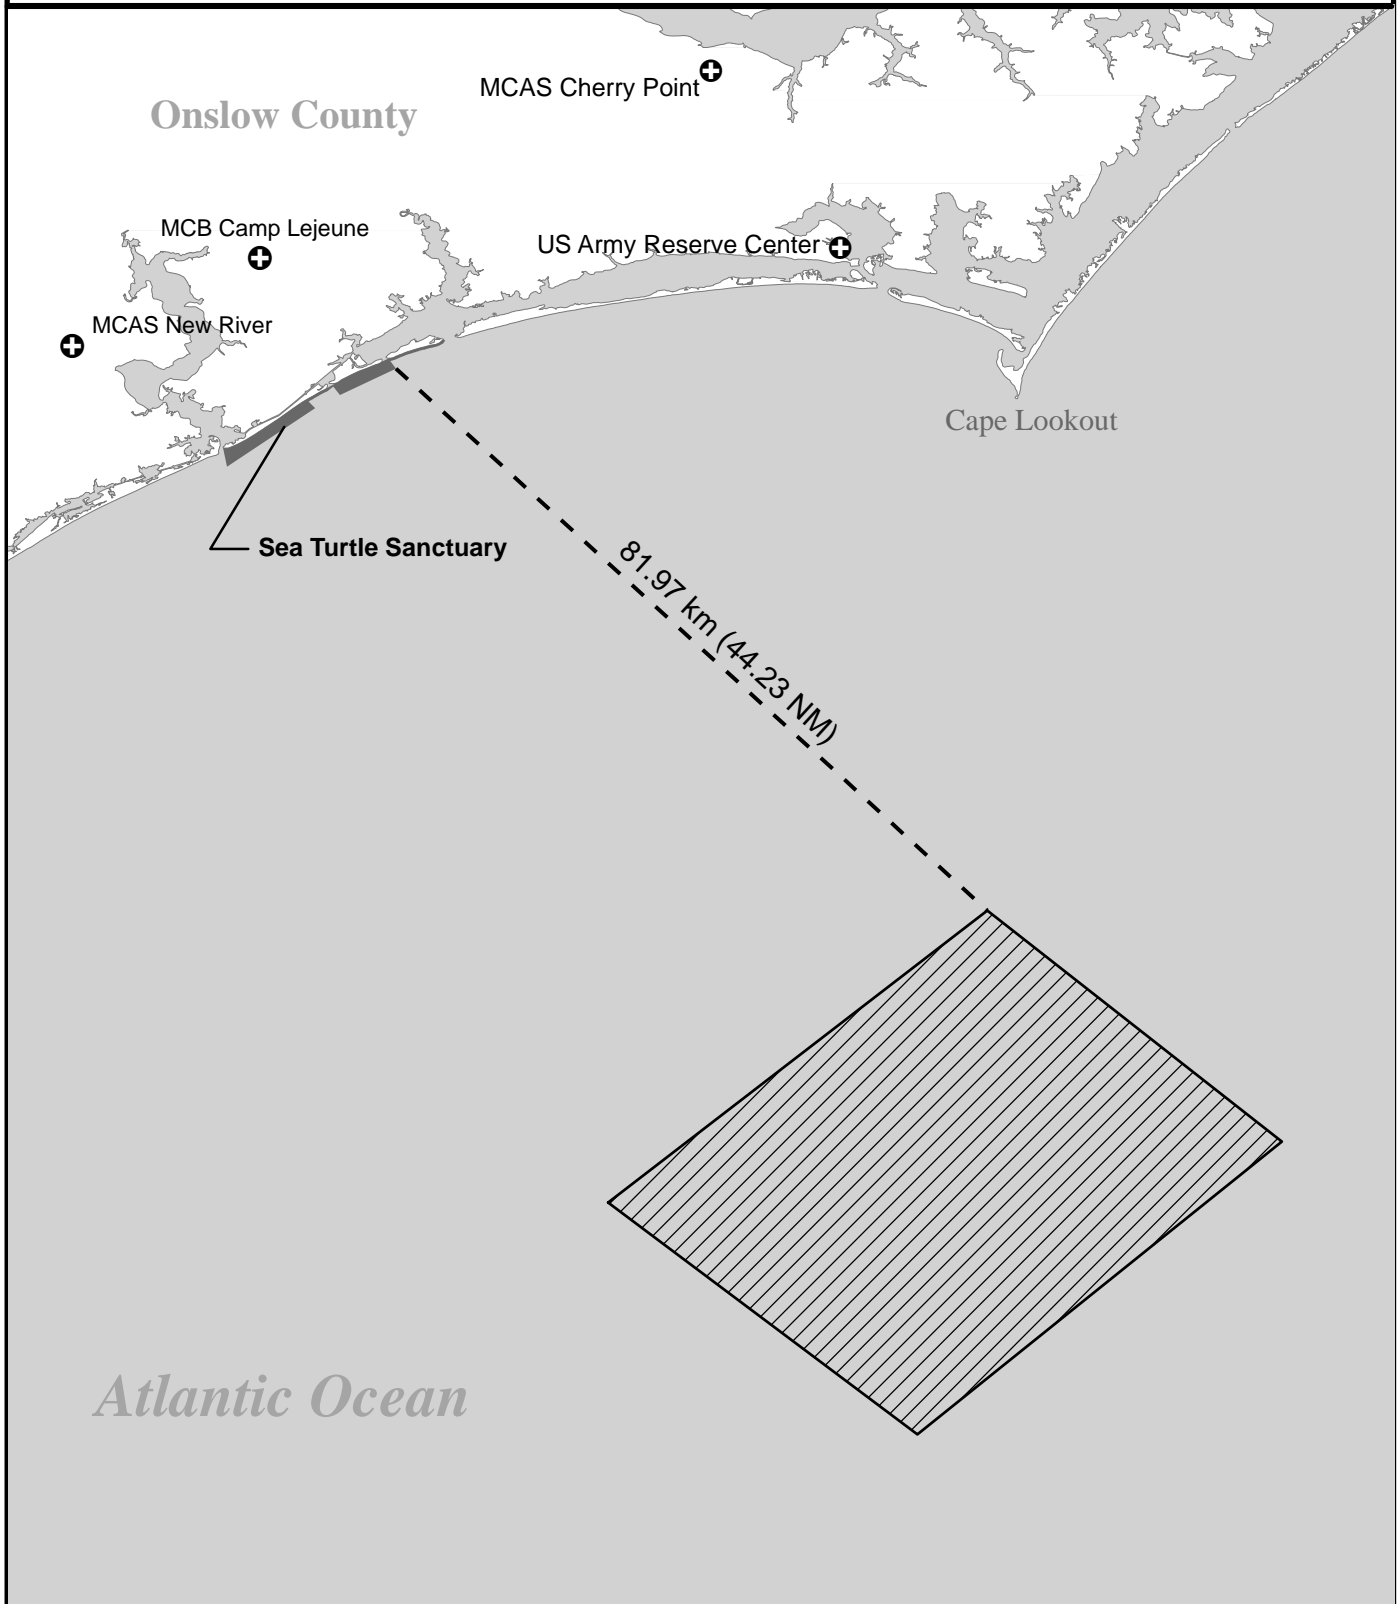 MCAS Cherry Point
Onslow County
MCB Camp Lejeune
US Army Reserve Center
MCAS New River
Cape Lookout
Sea Turtle Sanctuary
81.97 km (44.23 NM)
Atlantic Ocean